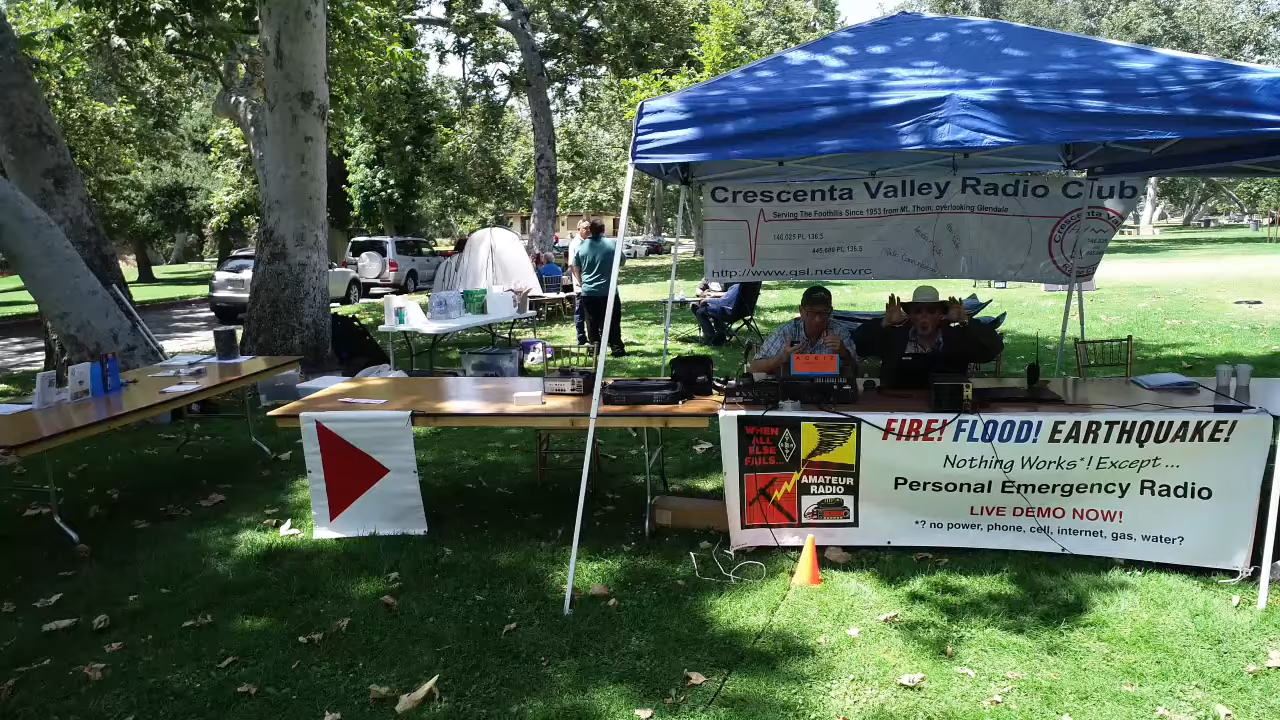 Crescenta Valley Radio Club
Serving The Foothills Since 1953 from Mt. Thom, overlooking Glendale
146.025 PL 136.5
445.680 PL 136.5
http://www.qsl.net/cvrc
WHEN
ALL
ELSE
FAILS...
AMATEUR
RADIO
FIRE! FLOOD! EARTHQUAKE!
Nothing Works*! Except ...
Personal Emergency Radio
LIVE DEMO NOW!
*? no power, phone, cell, internet, gas, water?